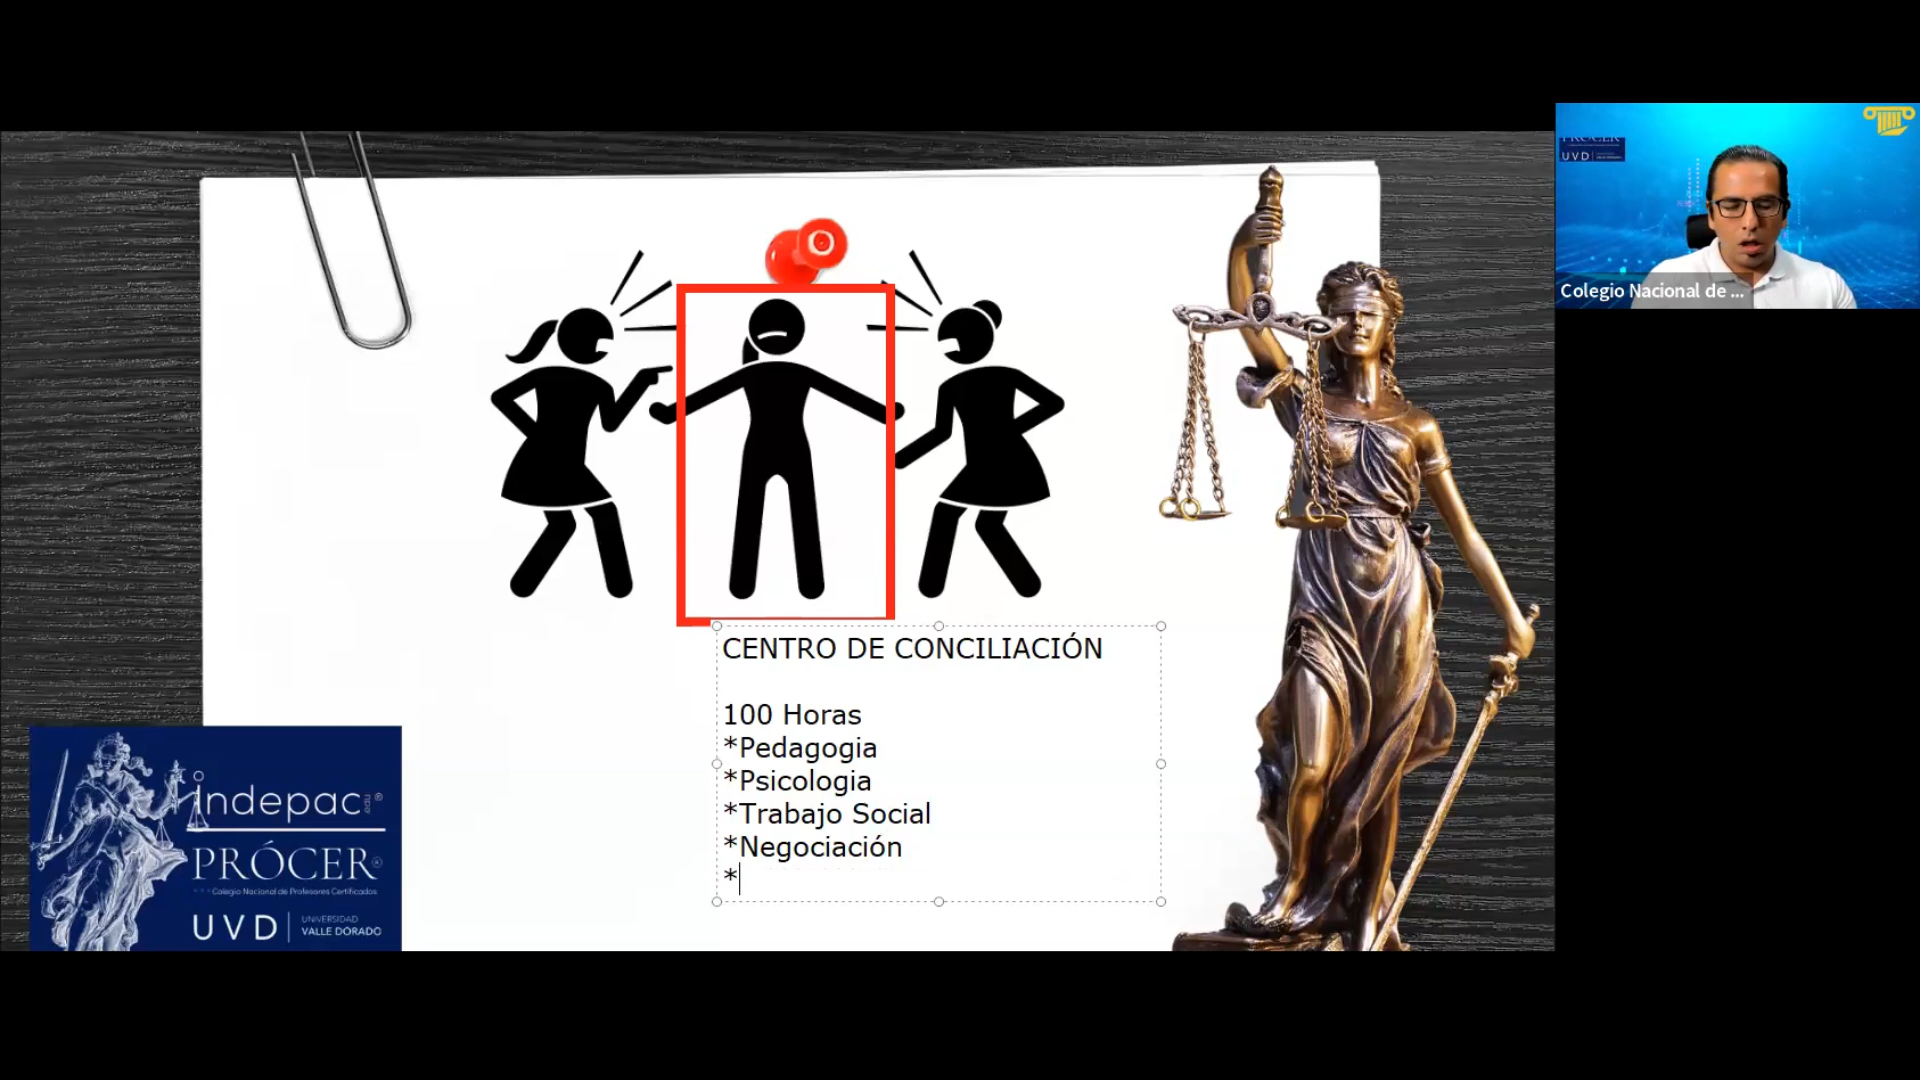 UVD
Colegio Nacional de ...
CENTRO DE CONCILIACIÓN
100 Horas
*Pedagogia
*Psicologia
*Trabajo Social
*Negociación
*
indepac ®
PRÓCER®
Colegio Nacional de Profesores Certificados
UVD
UNIVERSIDAD
VALLE DORADO